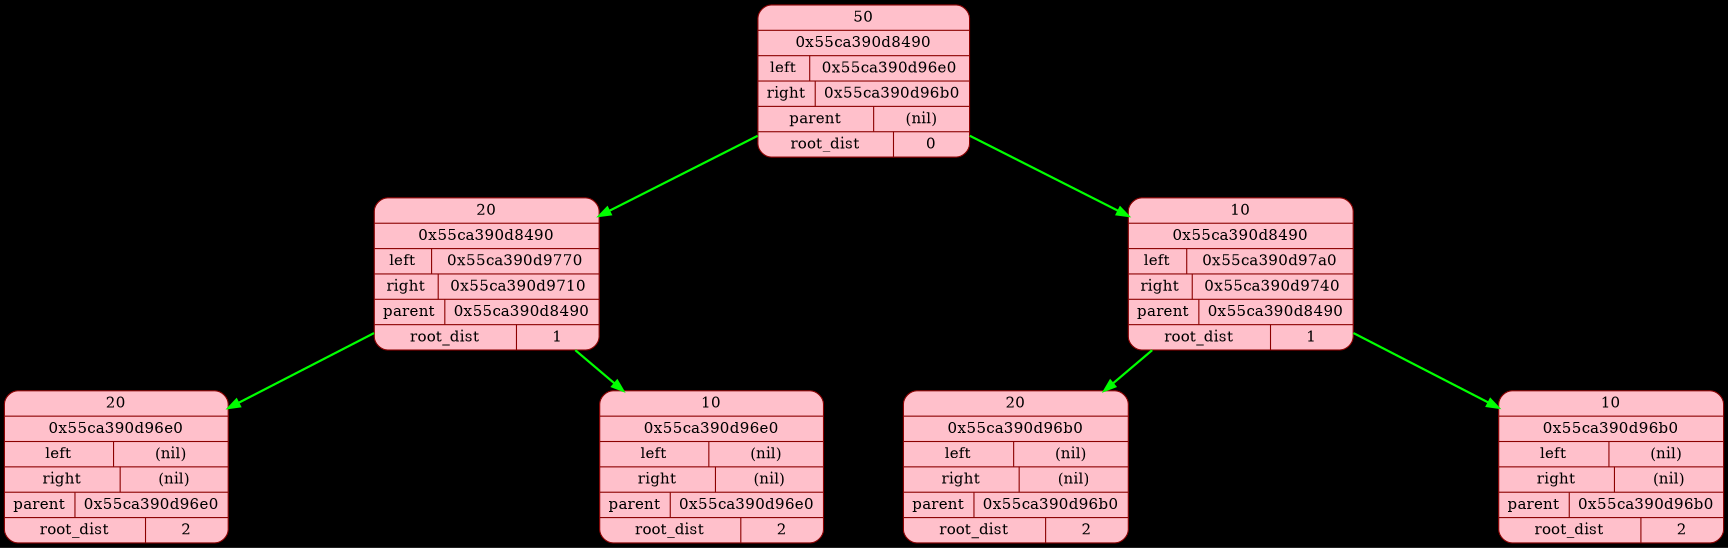 50
0x55ca390d8490
left 0x55ca390d96e0
right 0x55ca390d96b0
parent (nil)
root_dist 0
20
0x55ca390d8490
left 0x55ca390d9770
right 0x55ca390d9710
parent 0x55ca390d8490
root_dist 1
10
0x55ca390d8490
left 0x55ca390d97a0
right 0x55ca390d9740
parent 0x55ca390d8490
root_dist 1
20
0x55ca390d96e0
left (nil)
right (nil)
parent 0x55ca390d96e0
root_dist 2
10
0x55ca390d96e0
left (nil)
right (nil)
parent 0x55ca390d96e0
root_dist 2
20
0x55ca390d96b0
left (nil)
right (nil)
parent 0x55ca390d96b0
root_dist 2
10
0x55ca390d96b0
left (nil)
right (nil)
parent 0x55ca390d96b0
root_dist 2